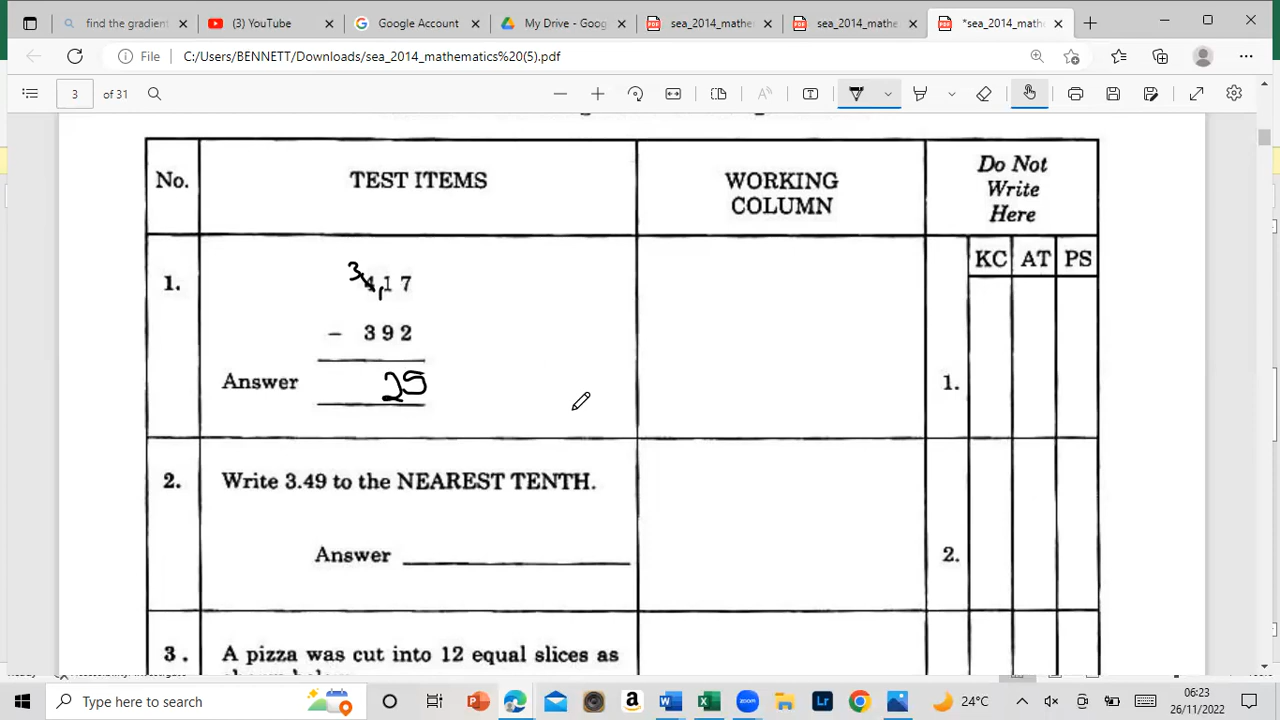 find the gradient
(3) YouTube
Google Account
My Drive - Goog
sea_2014_mathe
sea_2014_mathe
*sea_2014_math
File
C:/Users/BENNETT/Downloads/sea_2014_mathematics%20(5).pdf
3 of 31
No. TEST ITEMS WORKING COLUMN Do Not Write Here
KC AT PS
3
1. 4 1 1 7
- 3 9 2
Answer 25 1.
2. Write 3.49 to the NEAREST TENTH.
Answer 2.
3. A pizza was cut into 12 equal slices as
Type here to search
24°C
06:23
26/11/2022